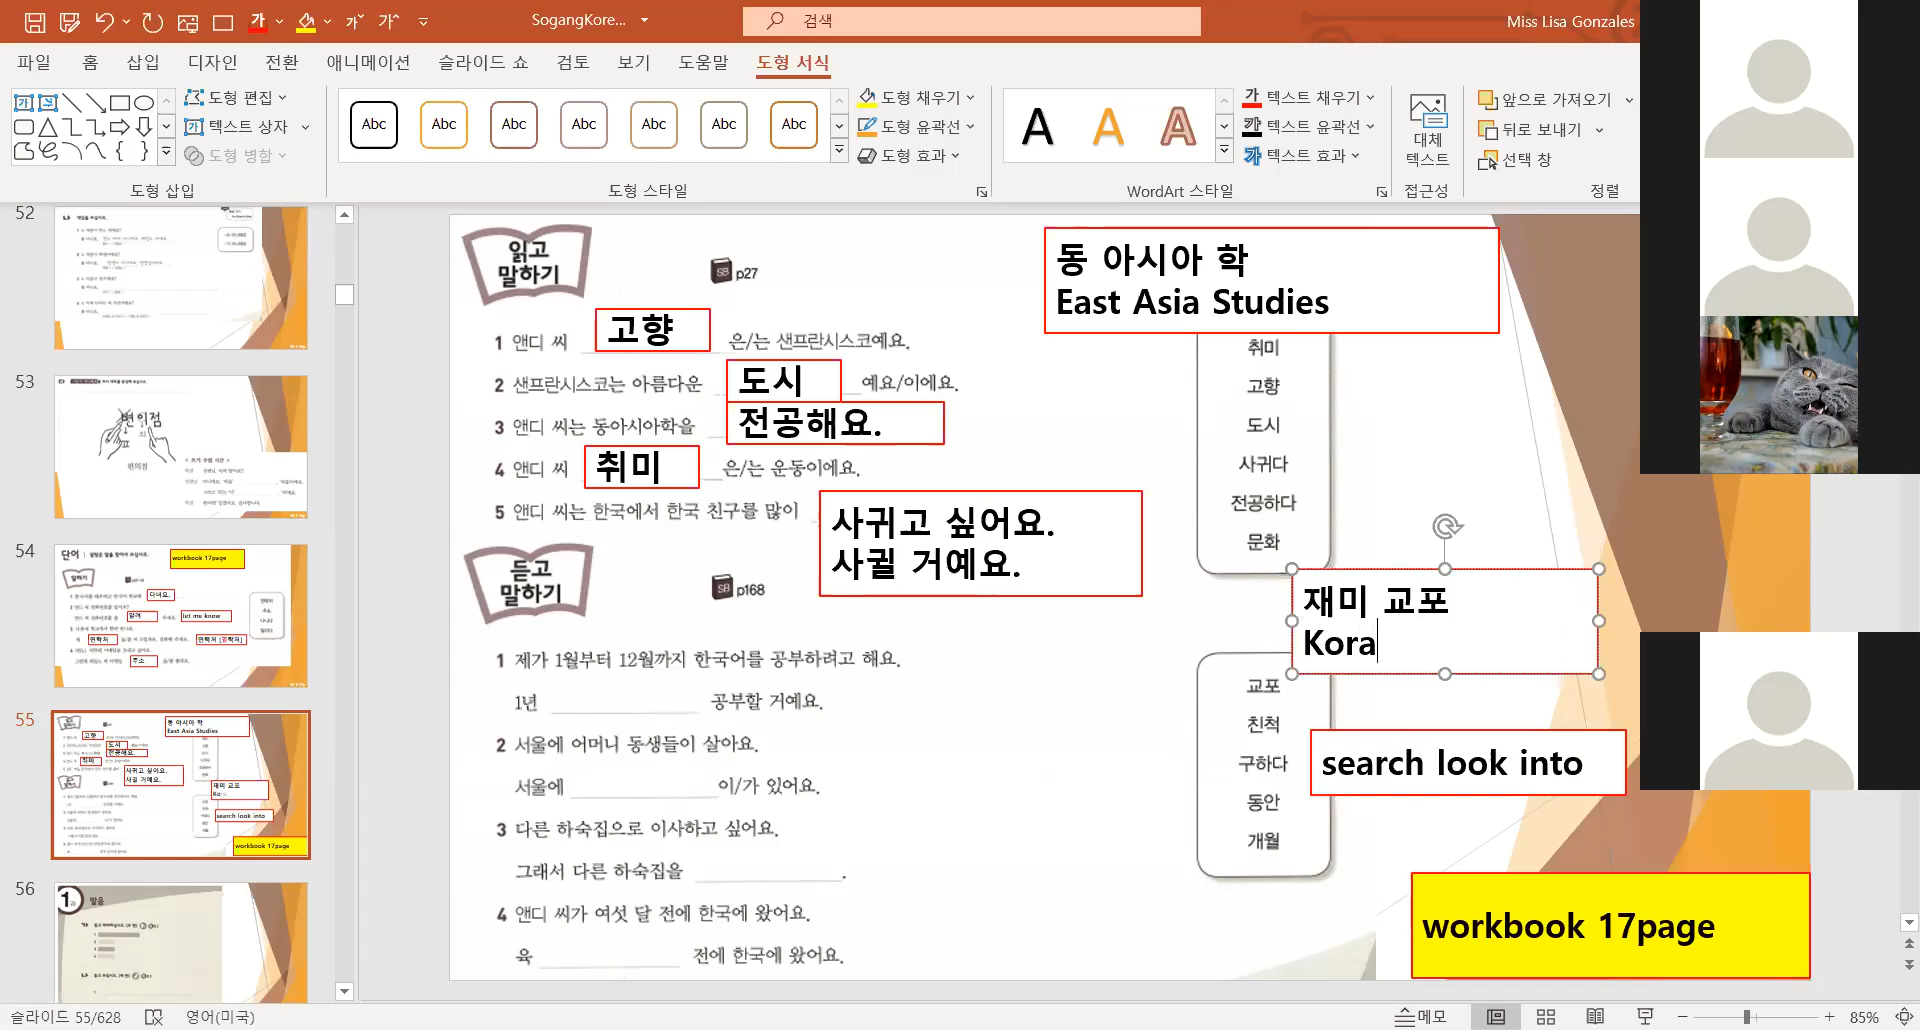 SogangKore...
검색
Miss Lisa Gonzales
파일 홈 삽입 디자인 전환 애니메이션 슬라이드 쇼 검토 보기 도움말 도형 서식
도형 편집
텍스트 상자
도형 병합
도형 삽입
Abc Abc Abc Abc Abc Abc Abc
도형 채우기
도형 윤곽선
도형 효과
도형 스타일
A A A
텍스트 채우기
텍스트 윤곽선
텍스트 효과
WordArt 스타일
대체
텍스트
접근성
앞으로 가져오기
뒤로 보내기
선택 창
정렬
52
53
54
55
56
읽고
말하기
SB p27
동 아시아 학
East Asia Studies
1 앤디 씨 고향 은/는 샌프란시스코예요.
2 샌프란시스코는 아름다운 도시 예요/이에요.
3 앤디 씨는 동아시아학을 전공해요.
4 앤디 씨 취미 은/는 운동이에요.
5 앤디 씨는 한국에서 한국 친구를 많이
사귀고 싶어요.
사귈 거예요.
취미
고향
도시
사귀다
전공하다
문화
듣고
말하기
SB p168
재미 교포
Kora
1 제가 1월부터 12월까지 한국어를 공부하려고 해요.
1년 공부할 거예요.
2 서울에 어머니 동생들이 살아요.
서울에 이/가 있어요.
3 다른 하숙집으로 이사하고 싶어요.
그래서 다른 하숙집을 .
4 앤디 씨가 여섯 달 전에 한국에 왔어요.
육 전에 한국에 왔어요.
교포
친척
구하다
동안
개월
search look into
workbook 17page
슬라이드 55/628
영어(미국)
메모
85%